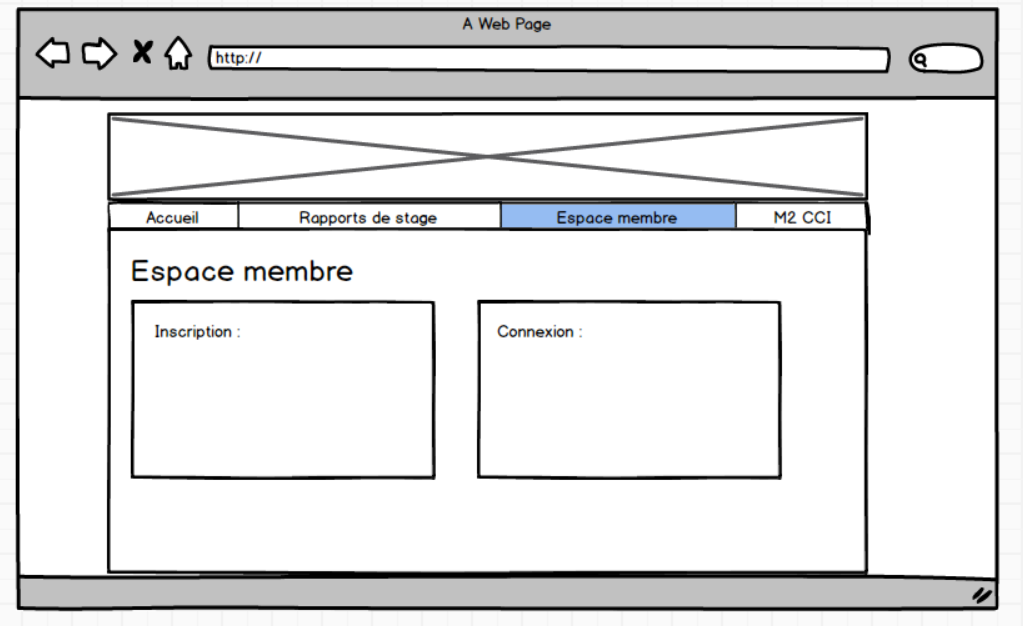 A Web Page
http://
Accueil
Rapports de stage
Espace membre
M2 CCI
Espace membre
Inscription :
Connexion :